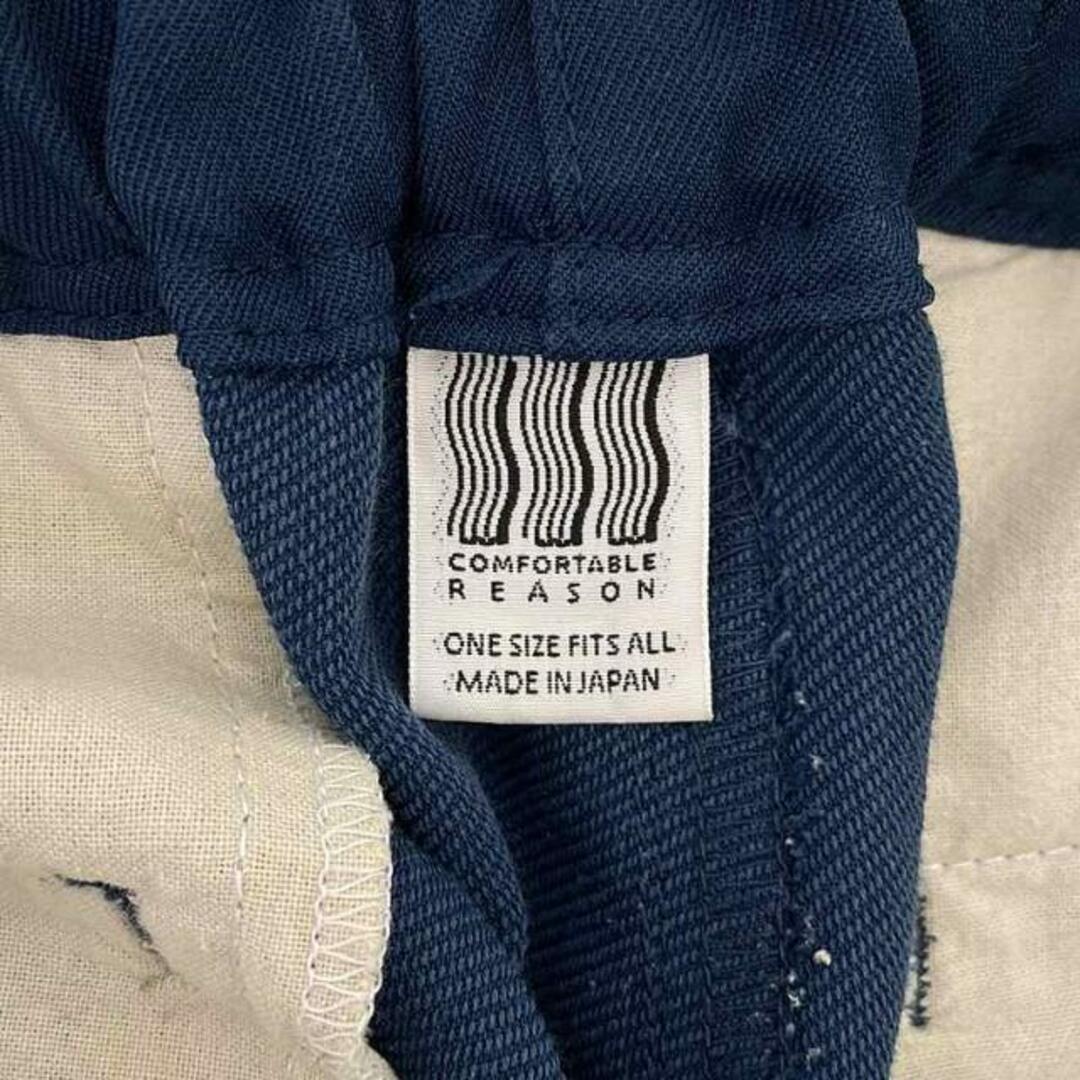 COMFORTABLE
REASON
ONE SIZE FITS ALL
MADE IN JAPAN